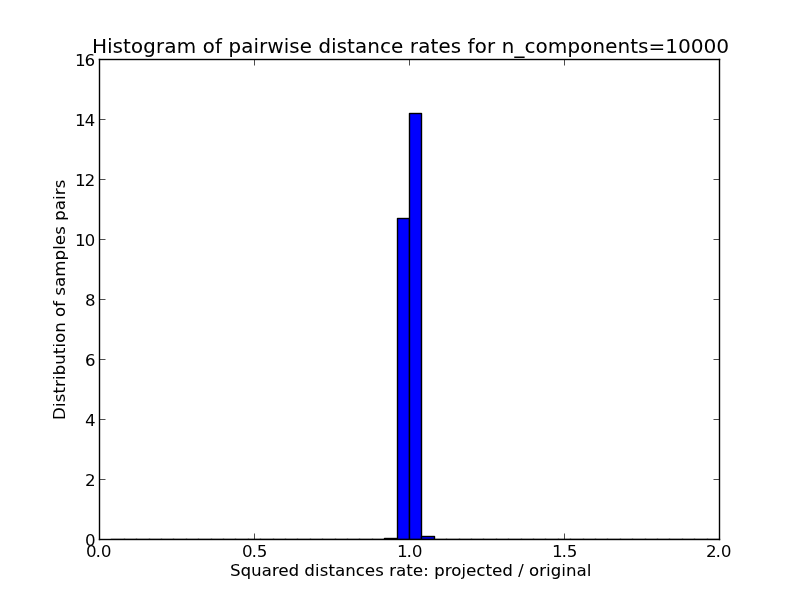 Histogram of pairwise distance rates for n_components=10000
16
14
12
10
8
6
4
2
0
Distribution of samples pairs
0.0 0.5 1.0 1.5 2.0
Squared distances rate: projected / original